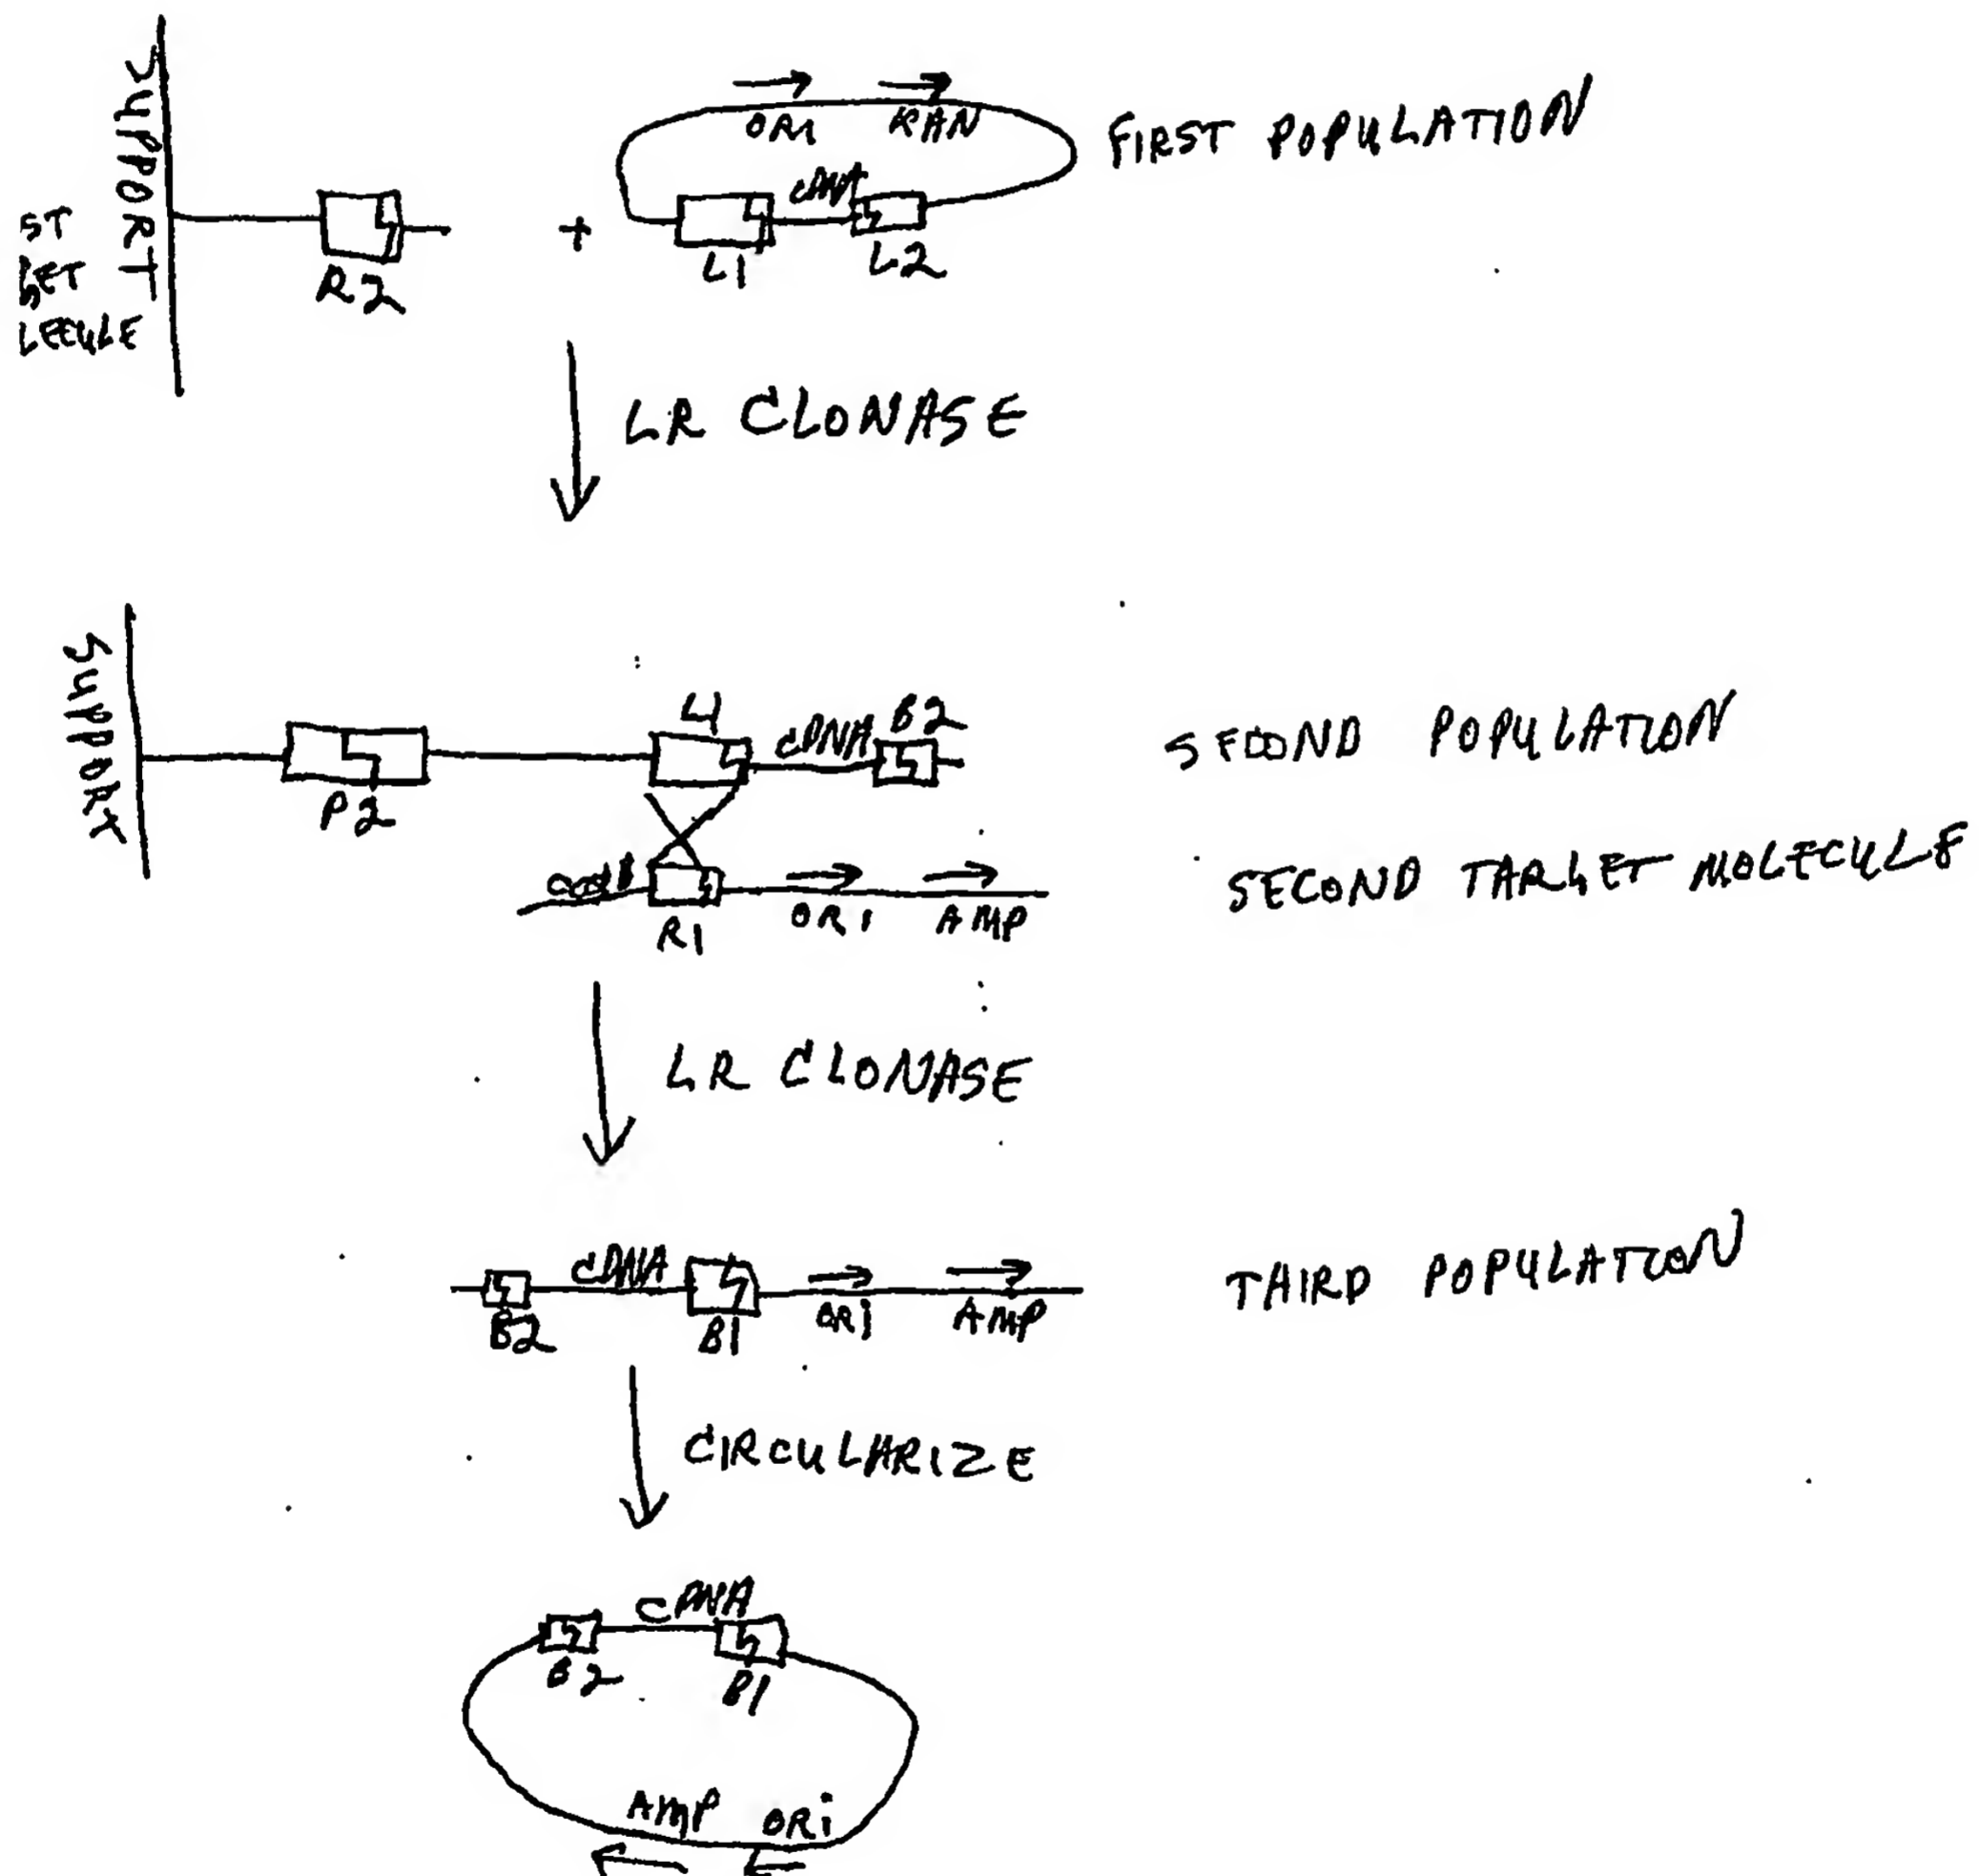 SUPPORT
ST
GET
LECULE
R2
+
ORI
KAN
cDNA
L1
L2
FIRST POPULATION
LR CLONASE
SUPPORT
P2
L1
cDNA
B2
SECOND POPULATION
R1
ORI
AMP
SECOND TARGET MOLECULE
LR CLONASE
B2
cDNA
B1
ORI
AMP
THIRD POPULATION
CIRCULARIZE
cDNA
B2
B1
AMP
ORI